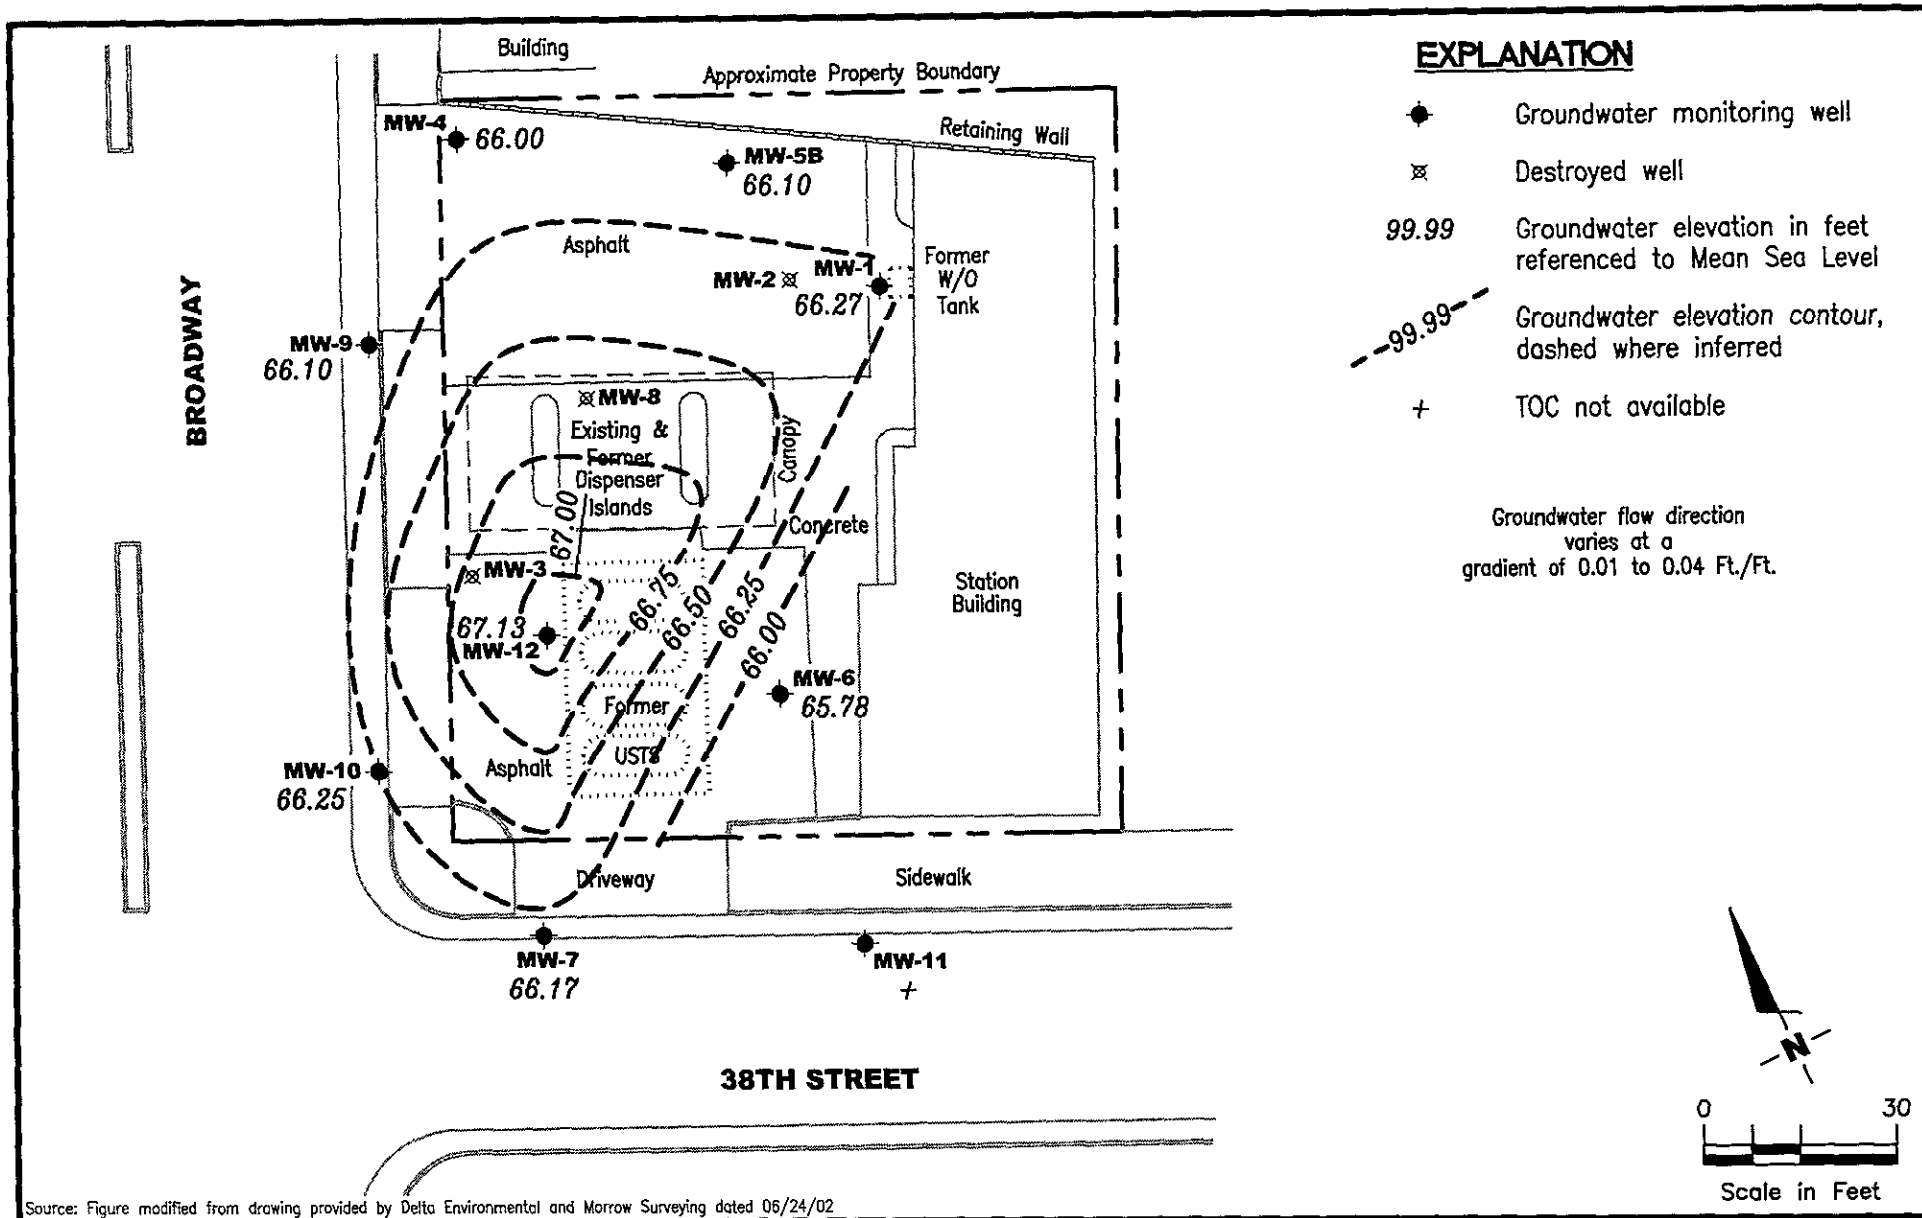 Building
Approximate Property Boundary
Retaining Wall
MW-4
66.00
MW-5B
66.10
Asphalt
MW-2
MW-1
66.27
Former
W/O
Tank
BROADWAY
MW-9
66.10
MW-8
Existing &
Former
Dispenser
Islands
Canopy
Concrete
67.00
MW-3
67.13
MW-12
66.75
66.50
66.25
66.00
Station
Building
MW-6
65.78
Former
USTS
Asphalt
MW-10
66.25
Driveway
Sidewalk
MW-7
66.17
MW-11
+
38TH STREET
EXPLANATION
Groundwater monitoring well
Destroyed well
99.99 Groundwater elevation in feet
referenced to Mean Sea Level
99.99 Groundwater elevation contour,
dashed where inferred
+ TOC not available
Groundwater flow direction
varies at a
gradient of 0.01 to 0.04 Ft./Ft.
N
0 30
Scale in Feet
Source: Figure modified from drawing provided by Delta Environmental and Morrow Surveying dated 06/24/02